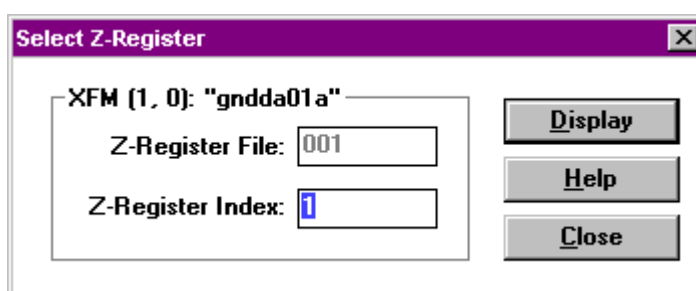 Select Z-Register
XFM (1, 0): "gndda01a"
Z-Register File: 001
Z-Register Index: 1
Display
Help
Close